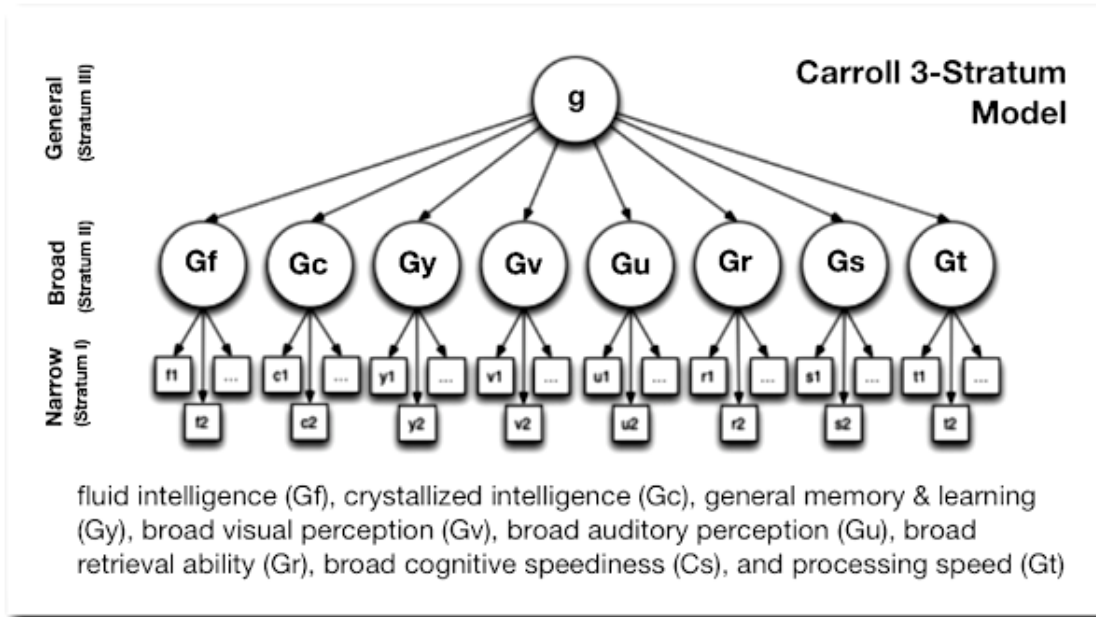 Carroll 3-Stratum
Model
General
(Stratum III)
g
Broad
(Stratum II)
Gf Gc Gy Gv Gu Gr Gs Gt
Narrow
(Stratum I)
f1 ... c1 ... y1 ... v1 ... u1 ... r1 ... s1 ... t1 ...
f2 c2 y2 v2 u2 r2 s2 t2
fluid intelligence (Gf), crystallized intelligence (Gc), general memory & learning
(Gy), broad visual perception (Gv), broad auditory perception (Gu), broad
retrieval ability (Gr), broad cognitive speediness (Cs), and processing speed (Gt)